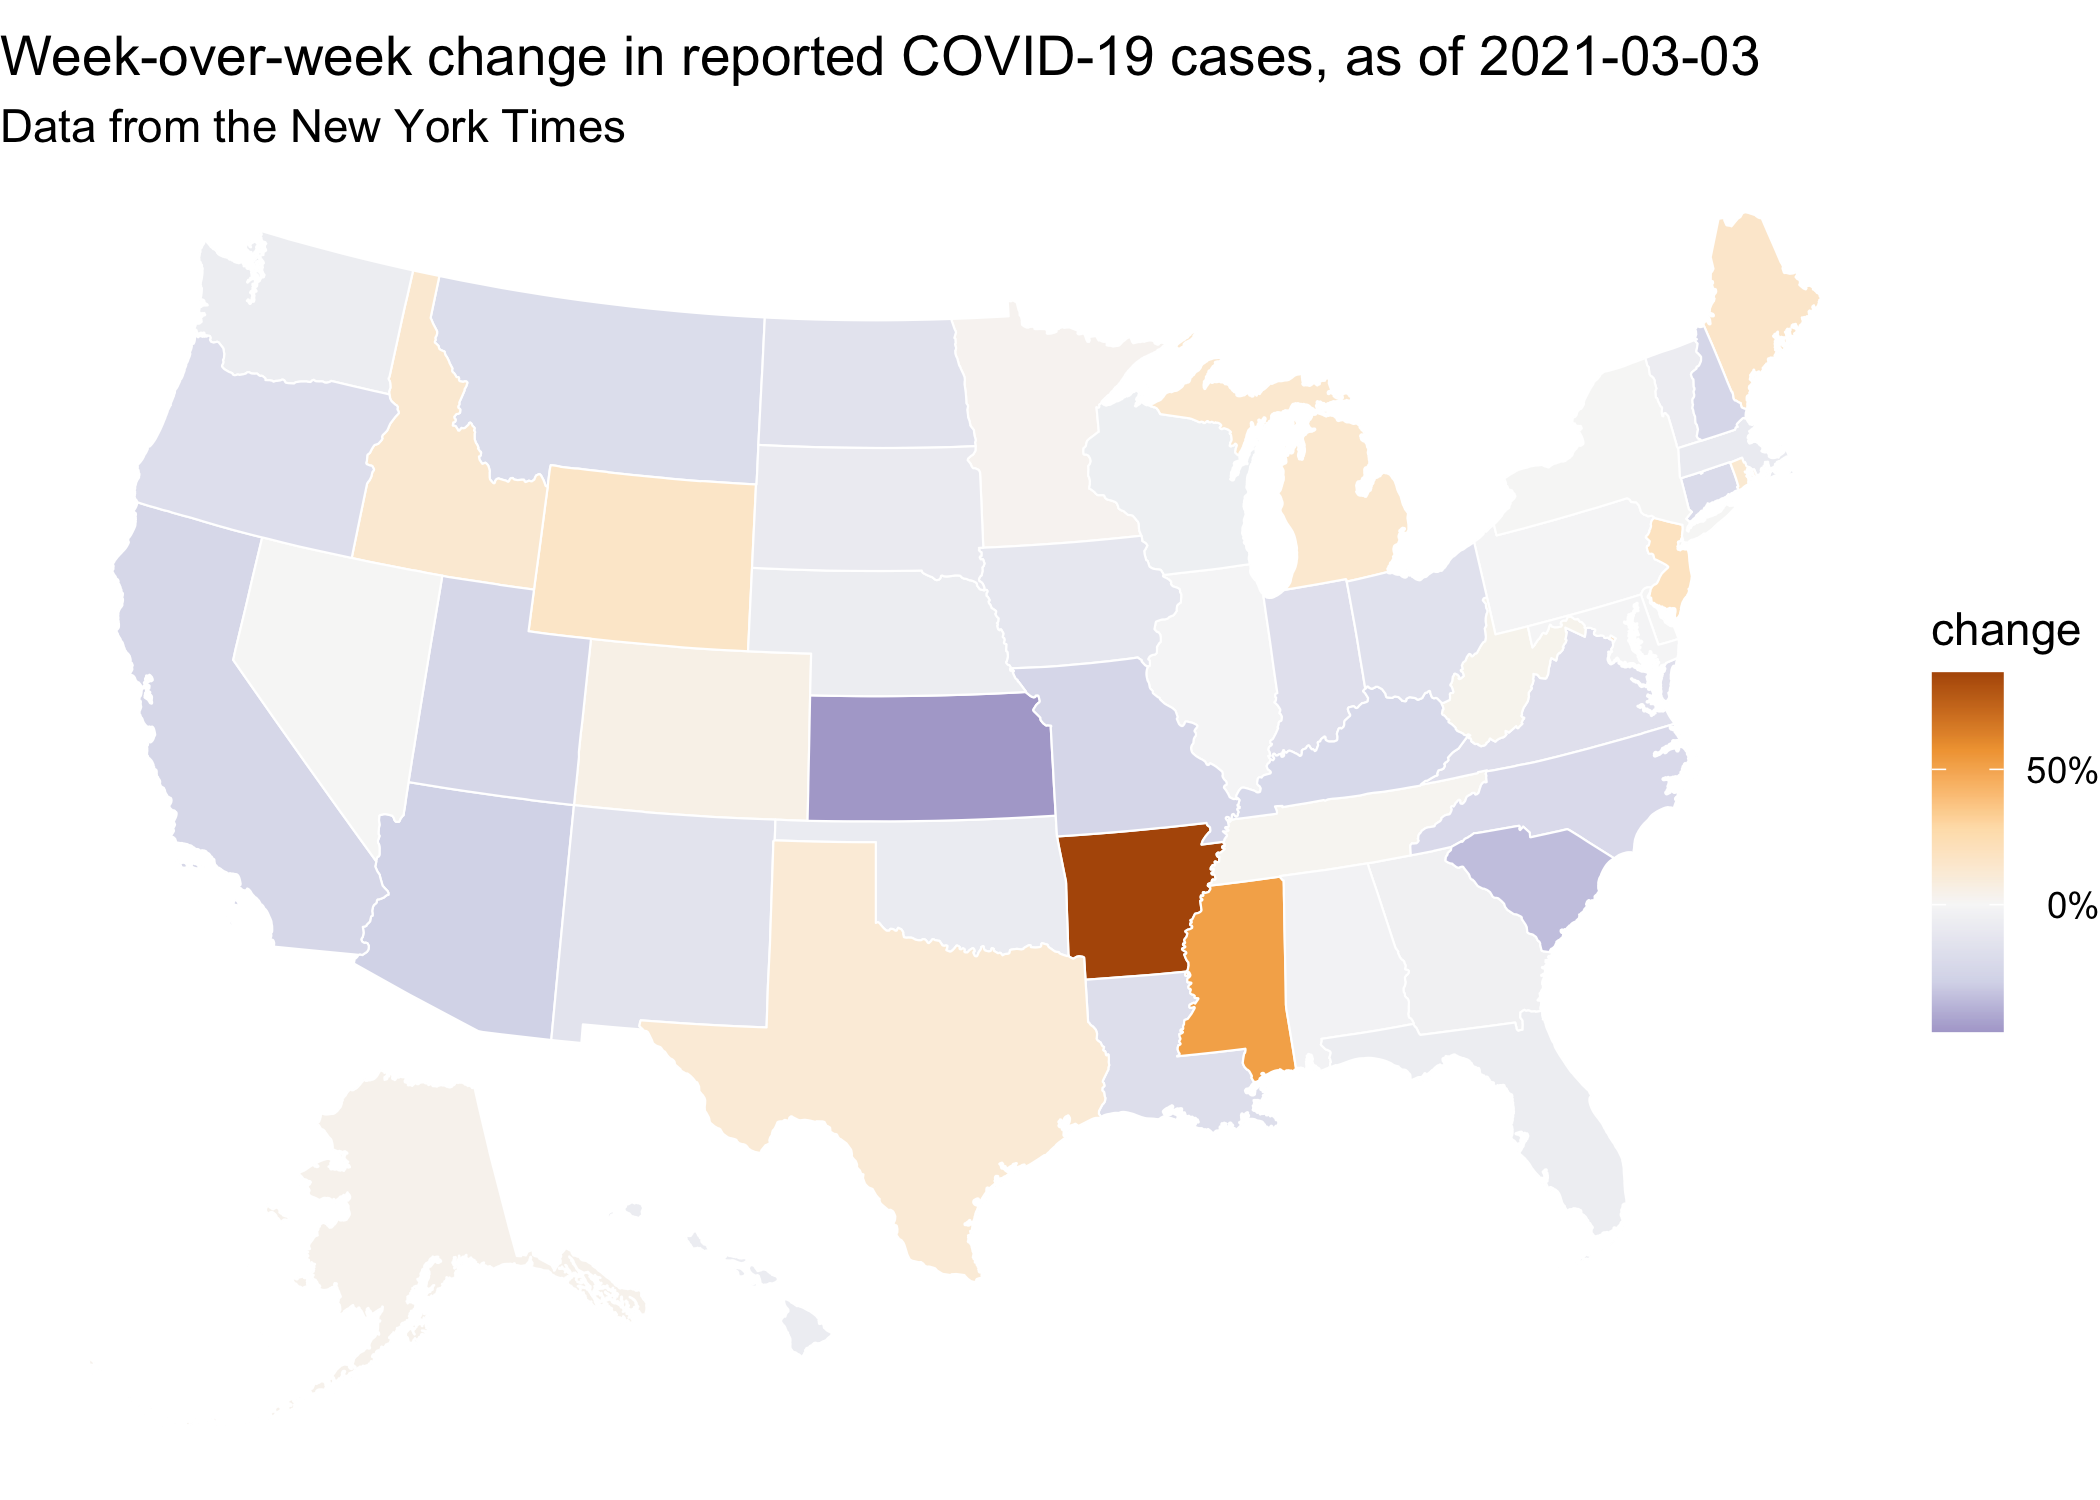 Week-over-week change in reported COVID-19 cases, as of 2021-03-03
Data from the New York Times
change
50%
0%